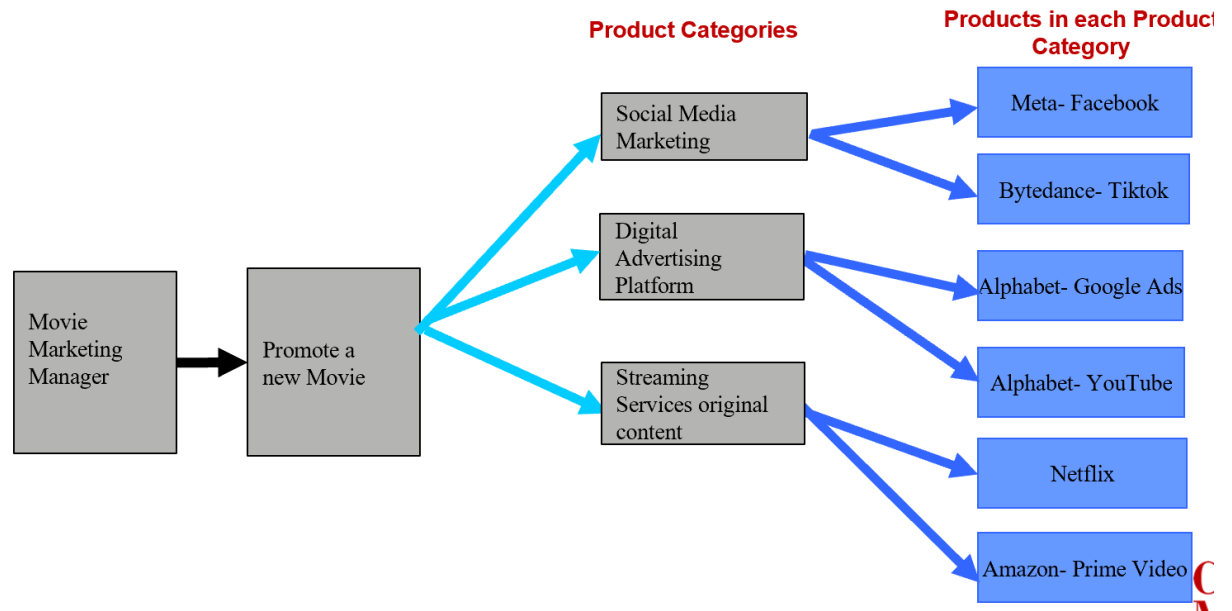 Product Categories
Products in each Product
Category
Social Media
Marketing
Meta- Facebook
Bytedance- Tiktok
Digital
Advertising
Platform
Alphabet- Google Ads
Movie
Marketing
Manager
Promote a
new Movie
Alphabet- YouTube
Streaming
Services original
content
Netflix
Amazon- Prime Video